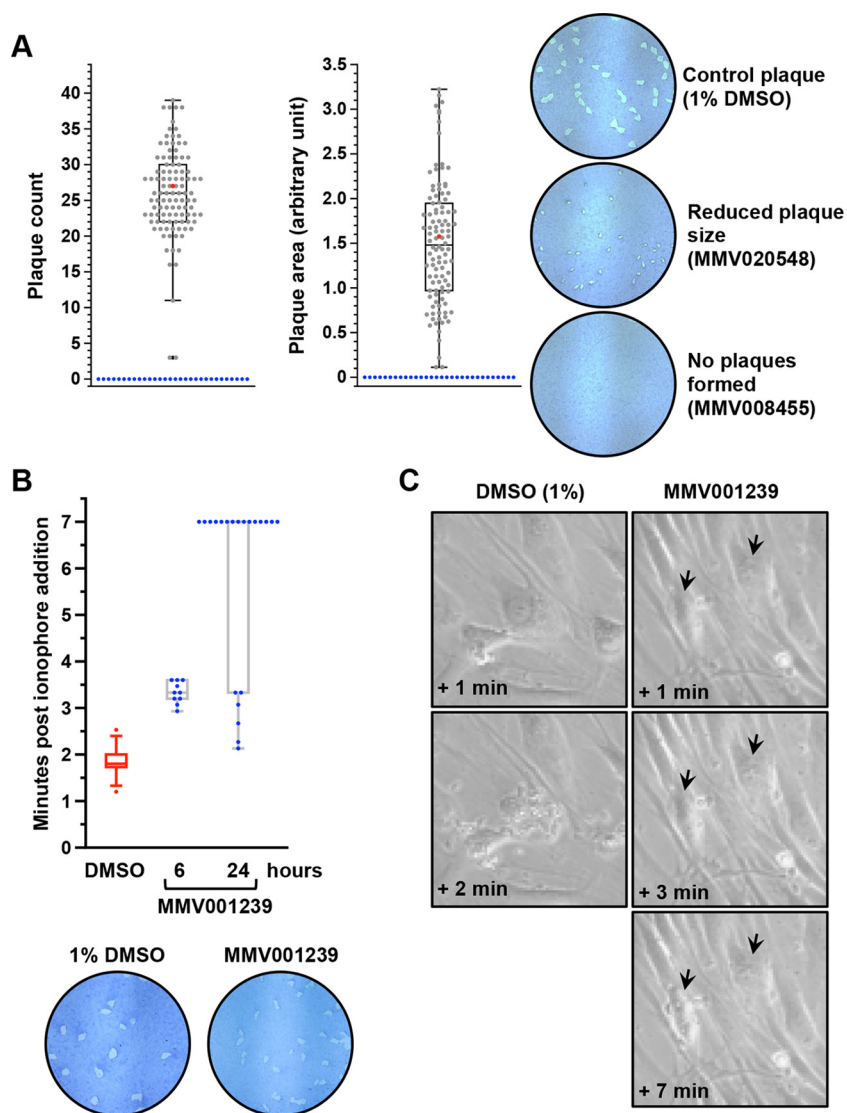 A
Plaque count
40
35
30
25
20
15
10
5
0
Plaque area (arbitrary unit)
3.5
3.0
2.5
2.0
1.5
1.0
0.5
0
Control plaque
(1% DMSO)
Reduced plaque
size
(MMV020548)
No plaques
formed
(MMV008455)
B
Minutes post ionophore addition
7
6
5
4
3
2
1
0
DMSO
6
24
hours
MMV001239
1% DMSO
MMV001239
C
DMSO (1%)
MMV001239
+ 1 min
+ 1 min
+ 2 min
+ 3 min
+ 7 min